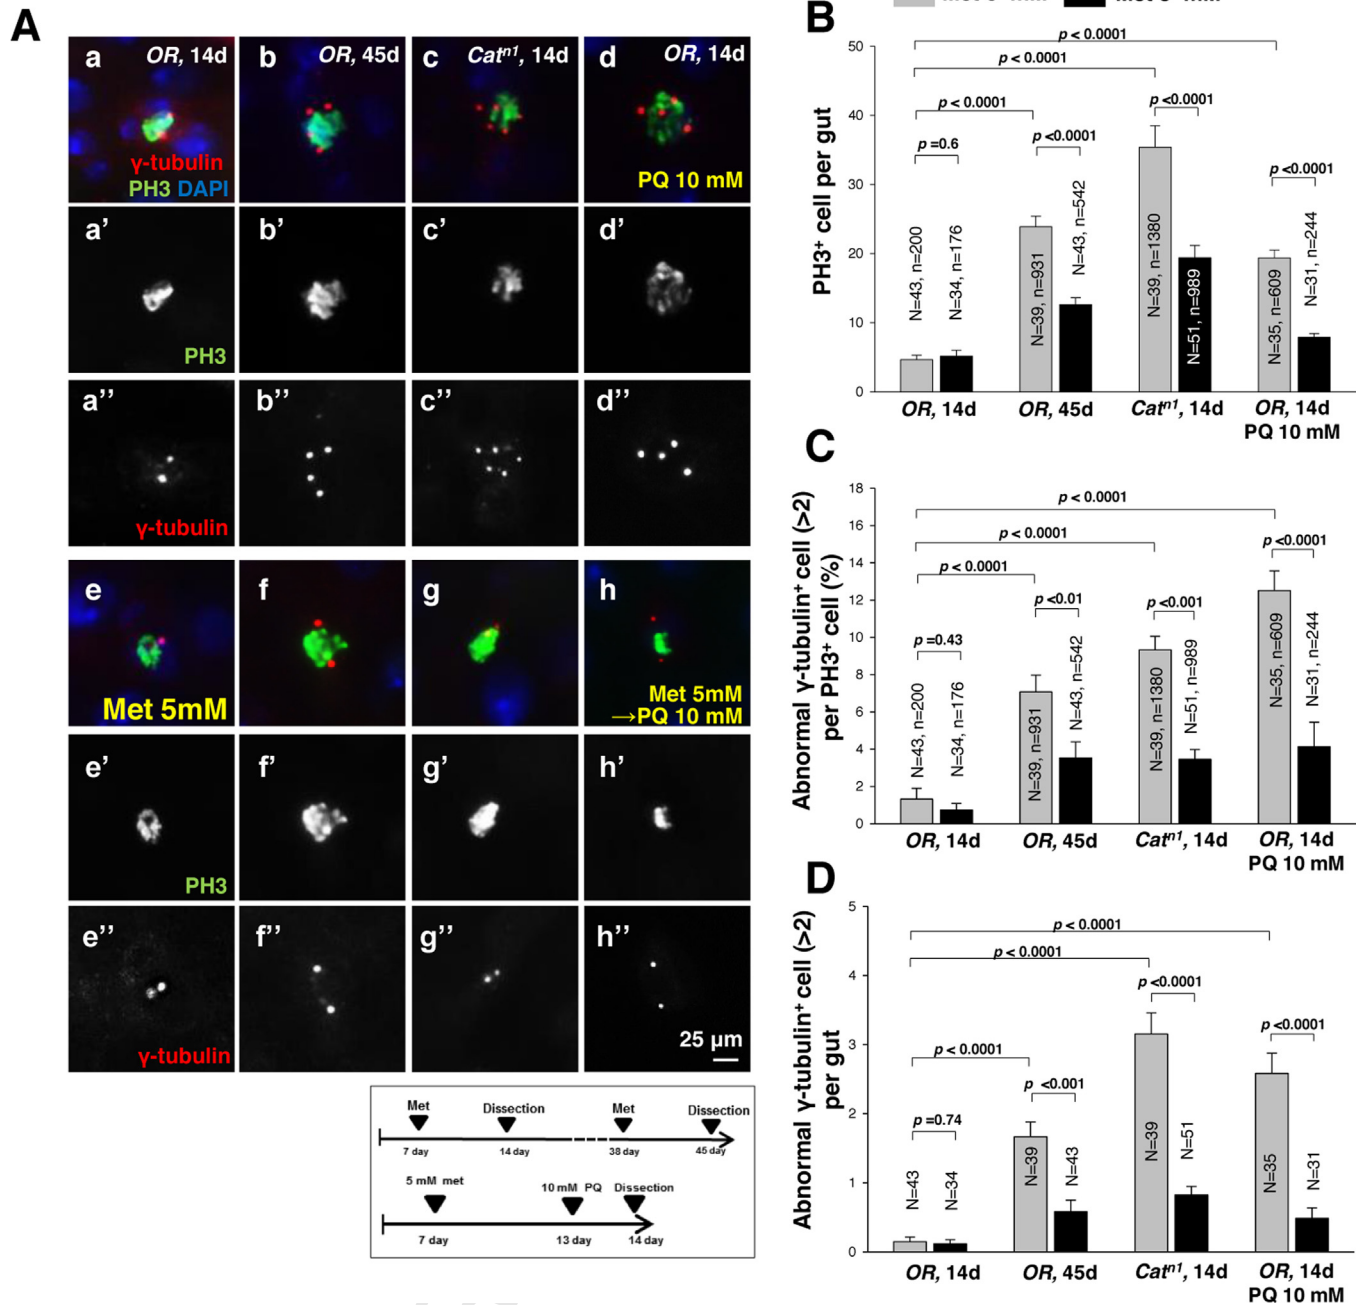 A
a
OR, 14d
γ-tubulin
PH3 DAPI
b
OR, 45d
c
Catⁿ¹, 14d
d
OR, 14d
PQ 10 mM
a’
PH3
b’
c’
d’
a’’
γ-tubulin
b’’
c’’
d’’
e
Met 5mM
f
g
h
Met 5mM
→PQ 10 mM
e’
PH3
f’
g’
h’
e’’
γ-tubulin
f’’
g’’
h’’
25 µm
Met
Dissection
Met
Dissection
7 day
14 day
38 day
45 day
5 mM met
10 mM PQ
Dissection
7 day
13 day
14 day
B
PH3⁺ cell per gut
50
40
30
20
10
0
p < 0.0001
p < 0.0001
p < 0.0001
p =0.6
p <0.0001
p <0.0001
p <0.0001
N=43, n=200
N=34, n=176
N=39, n=931
N=43, n=542
N=39, n=1380
N=51, n=989
N=35, n=609
N=31, n=244
OR, 14d
OR, 45d
Catⁿ¹, 14d
OR, 14d
PQ 10 mM
C
Abnormal γ-tubulin⁺ cell (>2)
per PH3⁺ cell (%)
18
16
14
12
10
8
6
4
2
0
p < 0.0001
p < 0.0001
p < 0.0001
p =0.43
p <0.01
p <0.001
p <0.0001
N=43, n=200
N=34, n=176
N=39, n=931
N=43, n=542
N=39, n=1380
N=51, n=989
N=35, n=609
N=31, n=244
OR, 14d
OR, 45d
Catⁿ¹, 14d
OR, 14d
PQ 10 mM
D
Abnormal γ-tubulin⁺ cell (>2)
per gut
5
4
3
2
1
0
p < 0.0001
p < 0.0001
p < 0.0001
p =0.74
p <0.001
p <0.0001
p <0.0001
N=43
N=34
N=39
N=43
N=39
N=51
N=35
N=31
OR, 14d
OR, 45d
Catⁿ¹, 14d
OR, 14d
PQ 10 mM